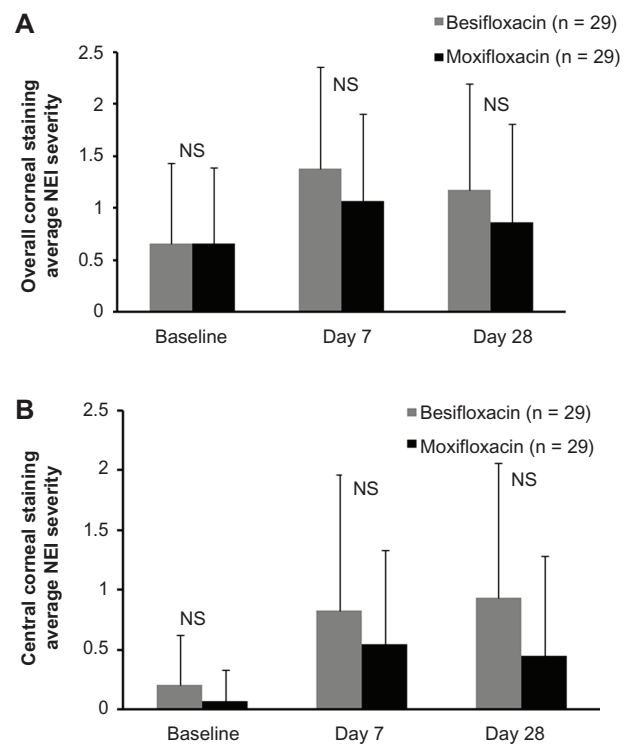 A
Besifloxacin (n = 29)
Moxifloxacin (n = 29)
Overall corneal staining
average NEI severity
2.5
2
1.5
1
0.5
0
NS
NS
NS
Baseline
Day 7
Day 28
B
Besifloxacin (n = 29)
Moxifloxacin (n = 29)
Central corneal staining
average NEI severity
2.5
2
1.5
1
0.5
0
NS
NS
NS
Baseline
Day 7
Day 28